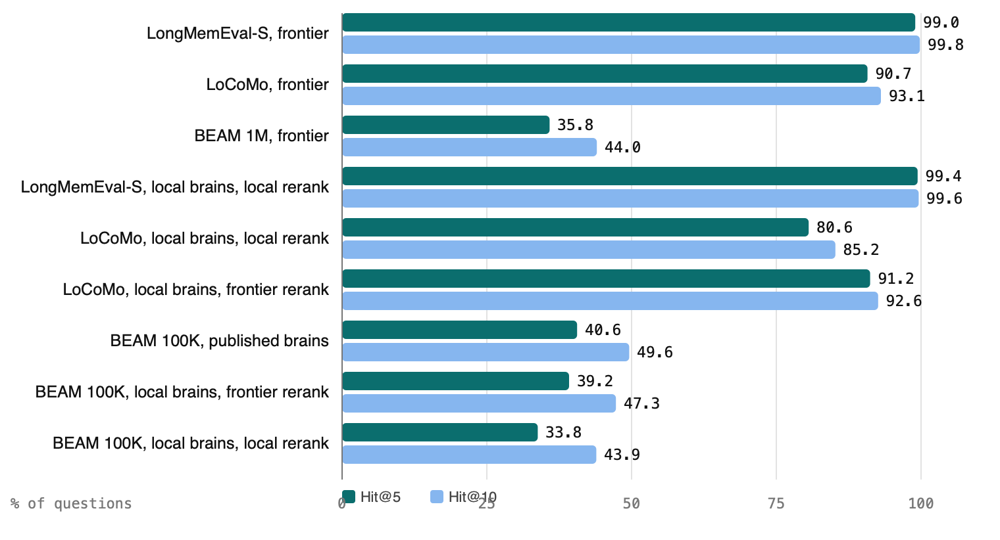 LongMemEval-S, frontier
99.0
99.8
LoCoMo, frontier
90.7
93.1
BEAM 1M, frontier
35.8
44.0
LongMemEval-S, local brains, local rerank
99.4
99.6
LoCoMo, local brains, local rerank
80.6
85.2
LoCoMo, local brains, frontier rerank
91.2
92.6
BEAM 100K, published brains
40.6
49.6
BEAM 100K, local brains, frontier rerank
39.2
47.3
BEAM 100K, local brains, local rerank
33.8
43.9
Hit@5 Hit@10
% of questions 0 25 50 75 100